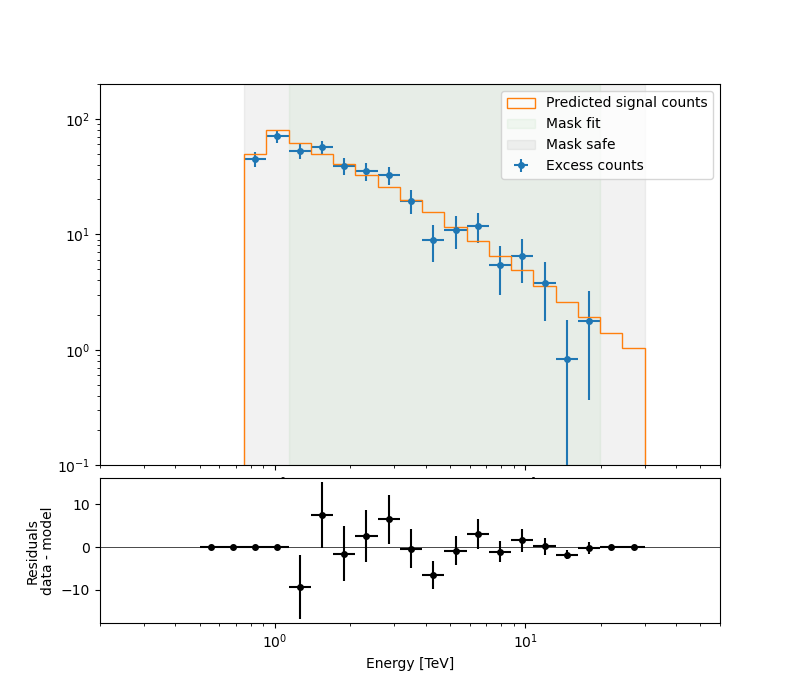 10²
10¹
10⁰
10⁻¹
Predicted signal counts
Mask fit
Mask safe
Excess counts
Residuals
data - model
10
0
−10
10⁰
10¹
Energy [TeV]